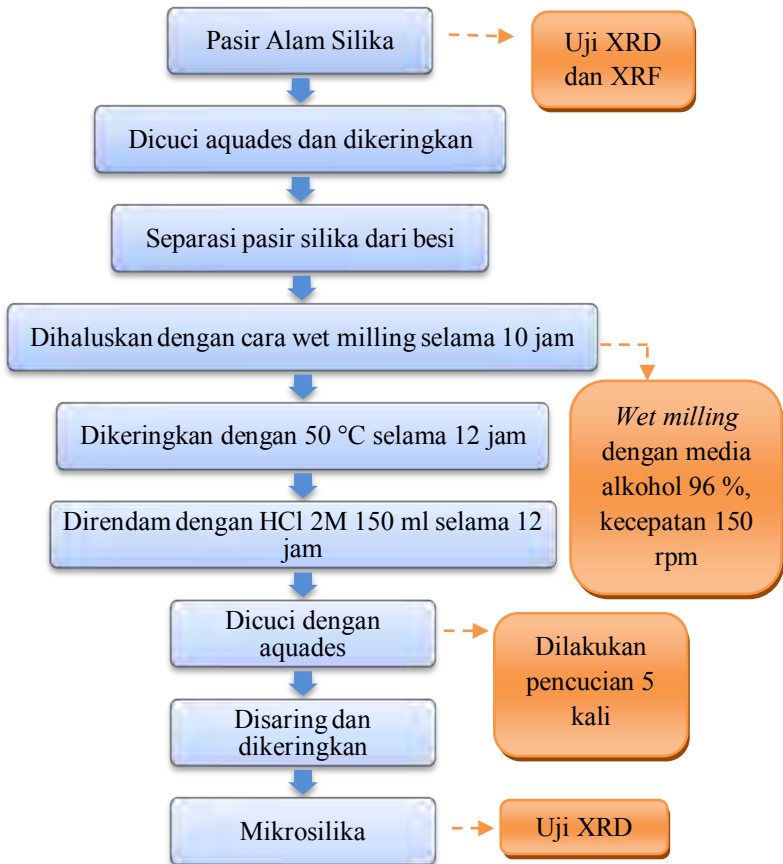 Pasir Alam Silika
Uji XRD
dan XRF
Dicuci aquades dan dikeringkan
Separasi pasir silika dari besi
Dihaluskan dengan cara wet milling selama 10 jam
Wet milling
dengan media
alkohol 96 %,
kecepatan 150
rpm
Dikeringkan dengan 50 °C selama 12 jam
Direndam dengan HCl 2M 150 ml selama 12
jam
Dicuci dengan
aquades
Dilakukan
pencucian 5
kali
Disaring dan
dikeringkan
Mikrosilika
Uji XRD